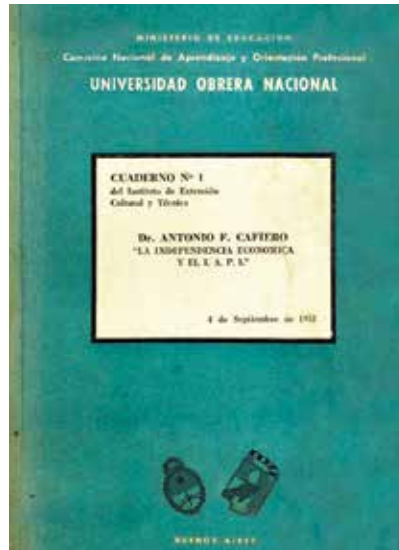 MINISTERIO DE EDUCACION
Comisión Nacional de Aprendizaje y Orientación Profesional
UNIVERSIDAD OBRERA NACIONAL
CUADERNO Nº 1
del Instituto de Extensión
Cultural y Técnica
Dr. ANTONIO F. CAFIERO
"LA INDEPENDENCIA ECONOMICA
Y EL I. A. P. I."
4 de Septiembre de
BUENOS AIRES